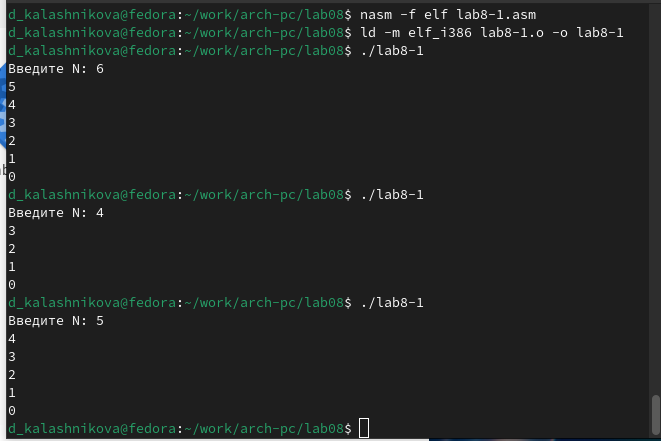 d_kalashnikova@fedora:~/work/arch-pc/lab08$ nasm -f elf lab8-1.asm
d_kalashnikova@fedora:~/work/arch-pc/lab08$ ld -m elf_i386 lab8-1.o -o lab8-1
d_kalashnikova@fedora:~/work/arch-pc/lab08$ ./lab8-1
Введите N: 6
5
4
3
2
1
0
d_kalashnikova@fedora:~/work/arch-pc/lab08$ ./lab8-1
Введите N: 4
3
2
1
0
d_kalashnikova@fedora:~/work/arch-pc/lab08$ ./lab8-1
Введите N: 5
4
3
2
1
0
d_kalashnikova@fedora:~/work/arch-pc/lab08$